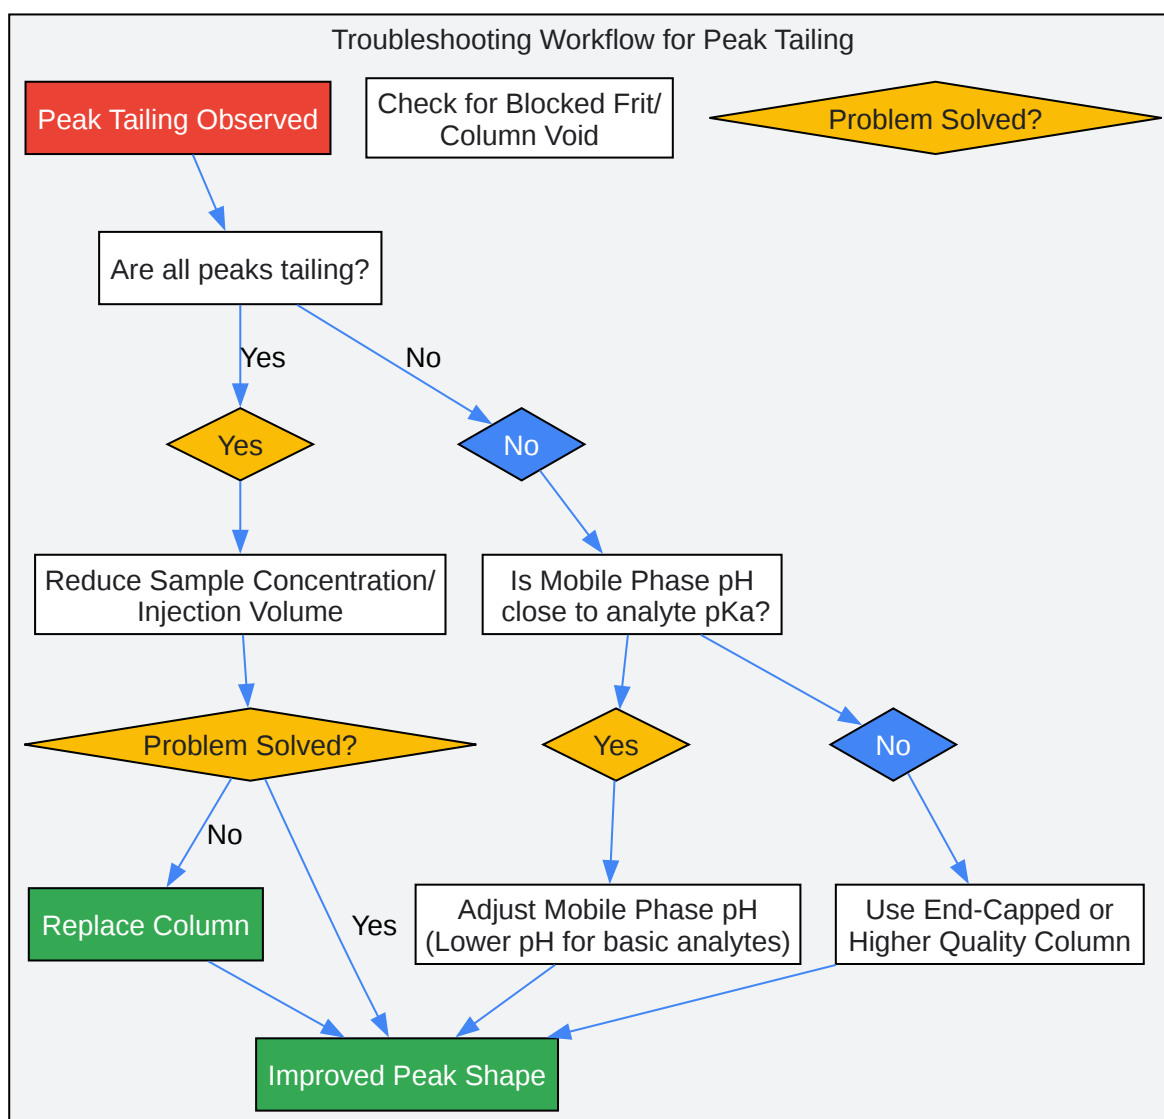 Troubleshooting Workflow for Peak Tailing
Peak Tailing Observed
Check for Blocked Frit/
Column Void
Problem Solved?
Are all peaks tailing?
Yes
No
Yes
No
Reduce Sample Concentration/
Injection Volume
Is Mobile Phase pH
close to analyte pKa?
Problem Solved?
Yes
No
No
Yes
Replace Column
Adjust Mobile Phase pH
(Lower pH for basic analytes)
Use End-Capped or
Higher Quality Column
Improved Peak Shape